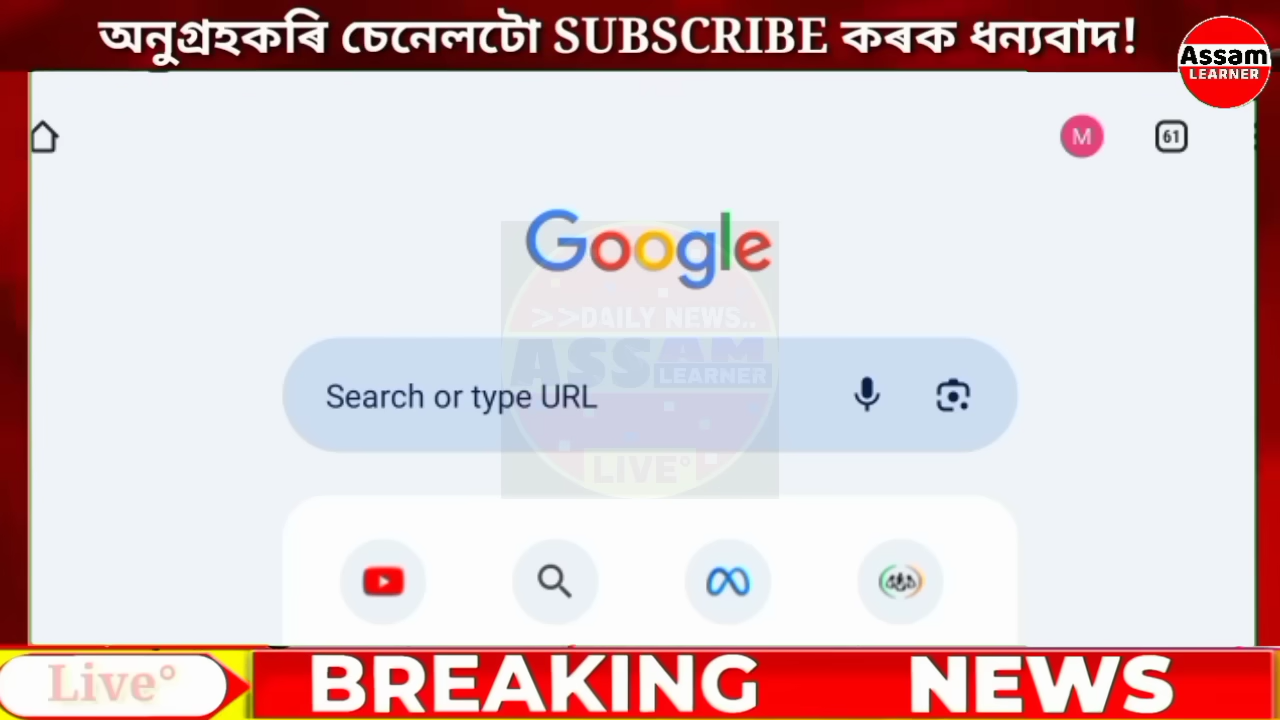 অনুগ্ৰহকৰি চেনেলটো SUBSCRIBE কৰক ধন্যবাদ!
Assam
LEARNER
M
61
Google
>>DAILY NEWS..
ASSAM
LEARNER
Search or type URL
LIVE°
Live°
BREAKING NEWS